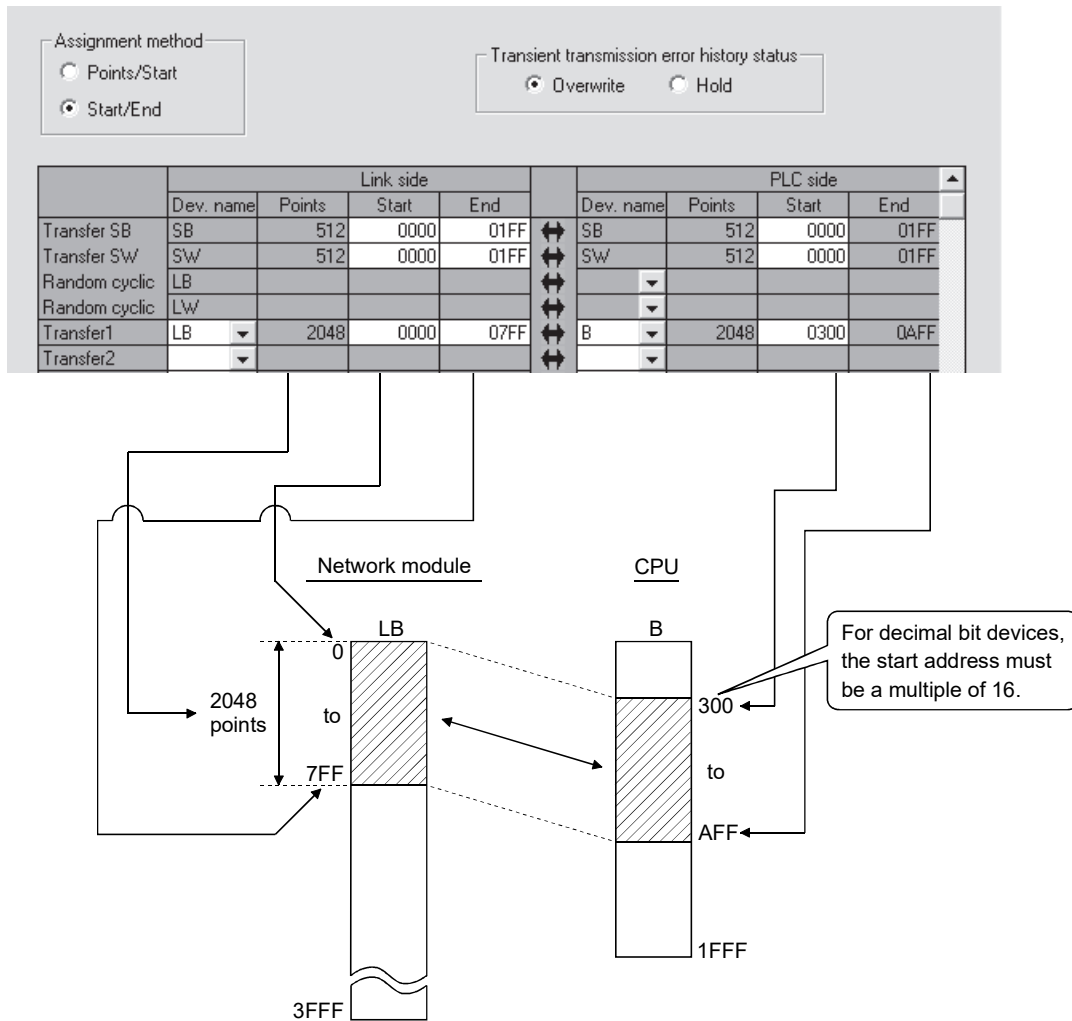 Assignment method
Points/Start
Start/End
Transient transmission error history status
Overwrite Hold
Link side PLC side
Dev. name Points Start End Dev. name Points Start End
Transfer SB SB 512 0000 01FF SB 512 0000 01FF
Transfer SW SW 512 0000 01FF SW 512 0000 01FF
Random cyclic LB
Random cyclic LW
Transfer1 LB 2048 0000 07FF B 2048 0300 0AFF
Transfer2
Network module CPU
LB B
0
For decimal bit devices,
the start address must
be a multiple of 16.
300
2048
points
to
7FF
to
AFF
1FFF
3FFF